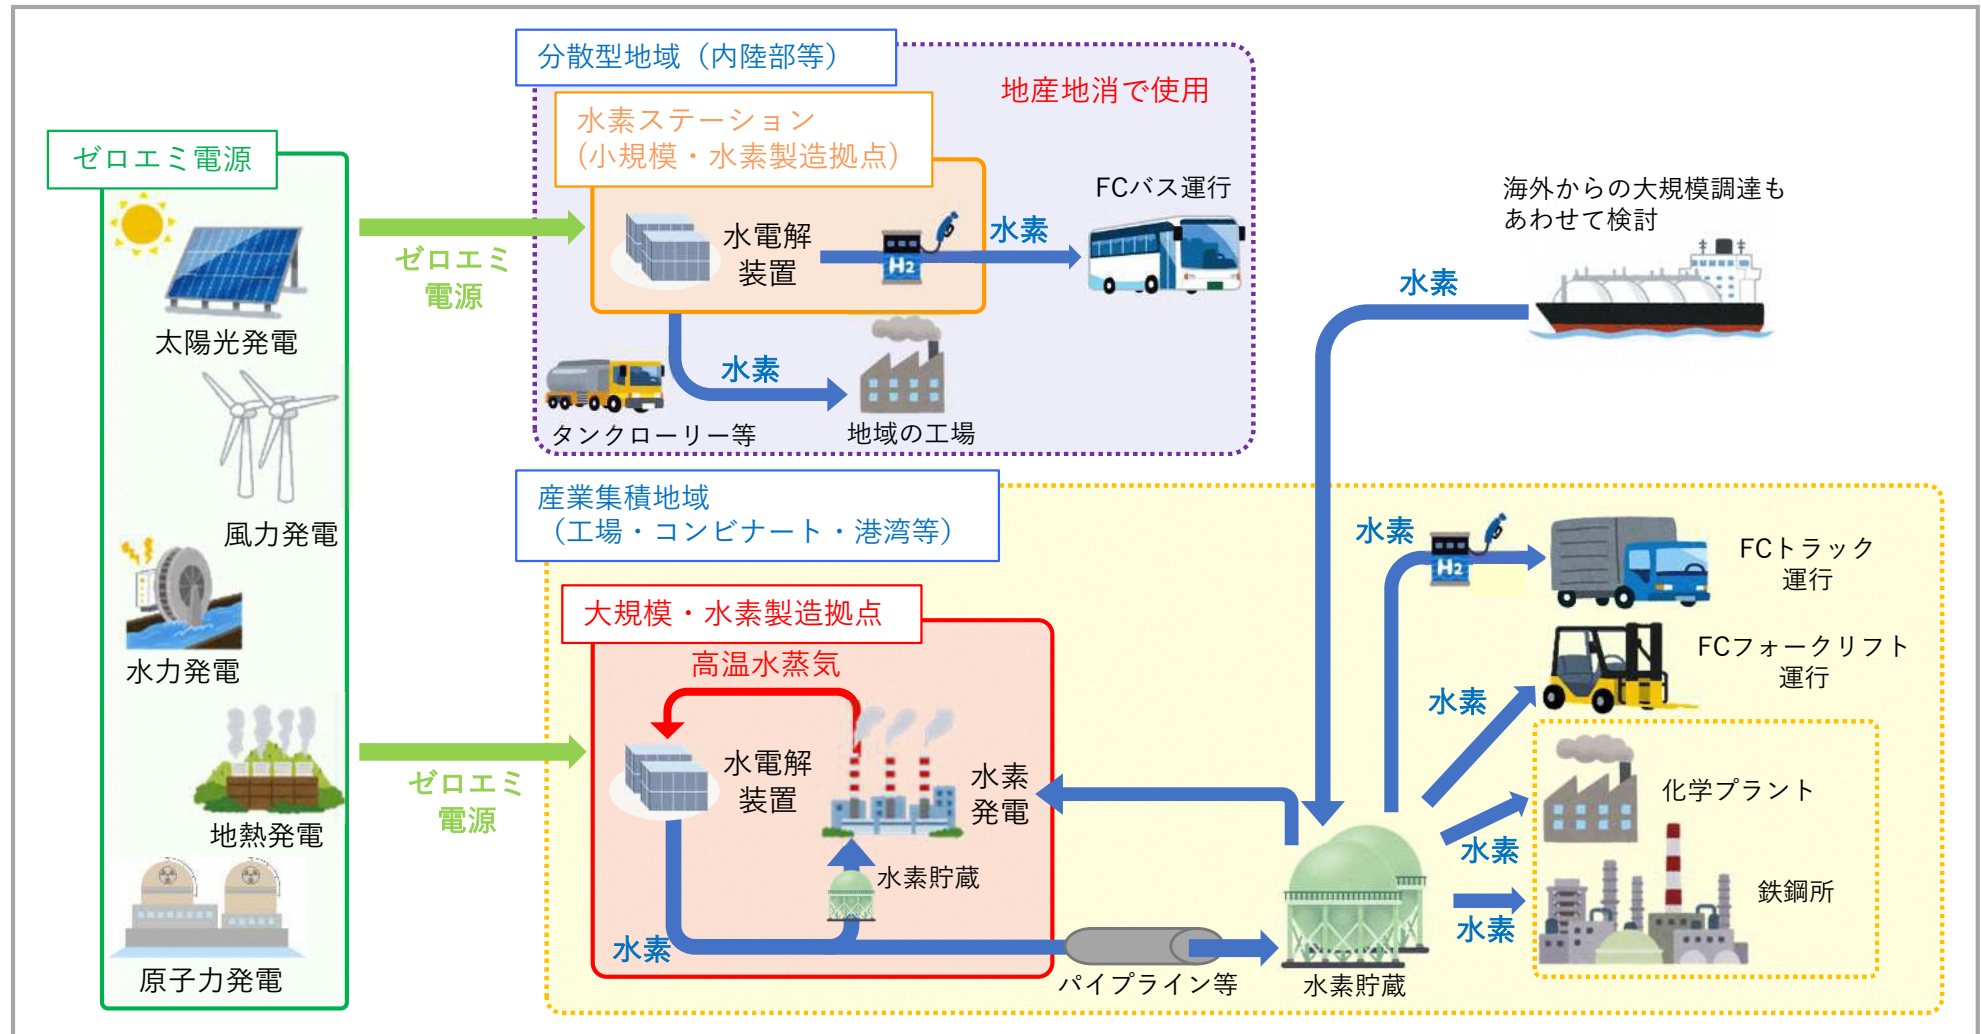 分散型地域（内陸部等）
地産地消で使用
水素ステーション
(小規模・水素製造拠点)
ゼロエミ電源
太陽光発電
風力発電
水力発電
地熱発電
原子力発電
ゼロエミ
電源
水電解
装置
H2
水素
FCバス運行
水素
タンクローリー等
地域の工場
海外からの大規模調達も
あわせて検討
水素
産業集積地域
（工場・コンビナート・港湾等）
大規模・水素製造拠点
高温水蒸気
ゼロエミ
電源
水電解
装置
水素
発電
水素貯蔵
水素
パイプライン等
水素貯蔵
水素
H2
FCトラック
運行
水素
FCフォークリフト
運行
水素
化学プラント
水素
鉄鋼所